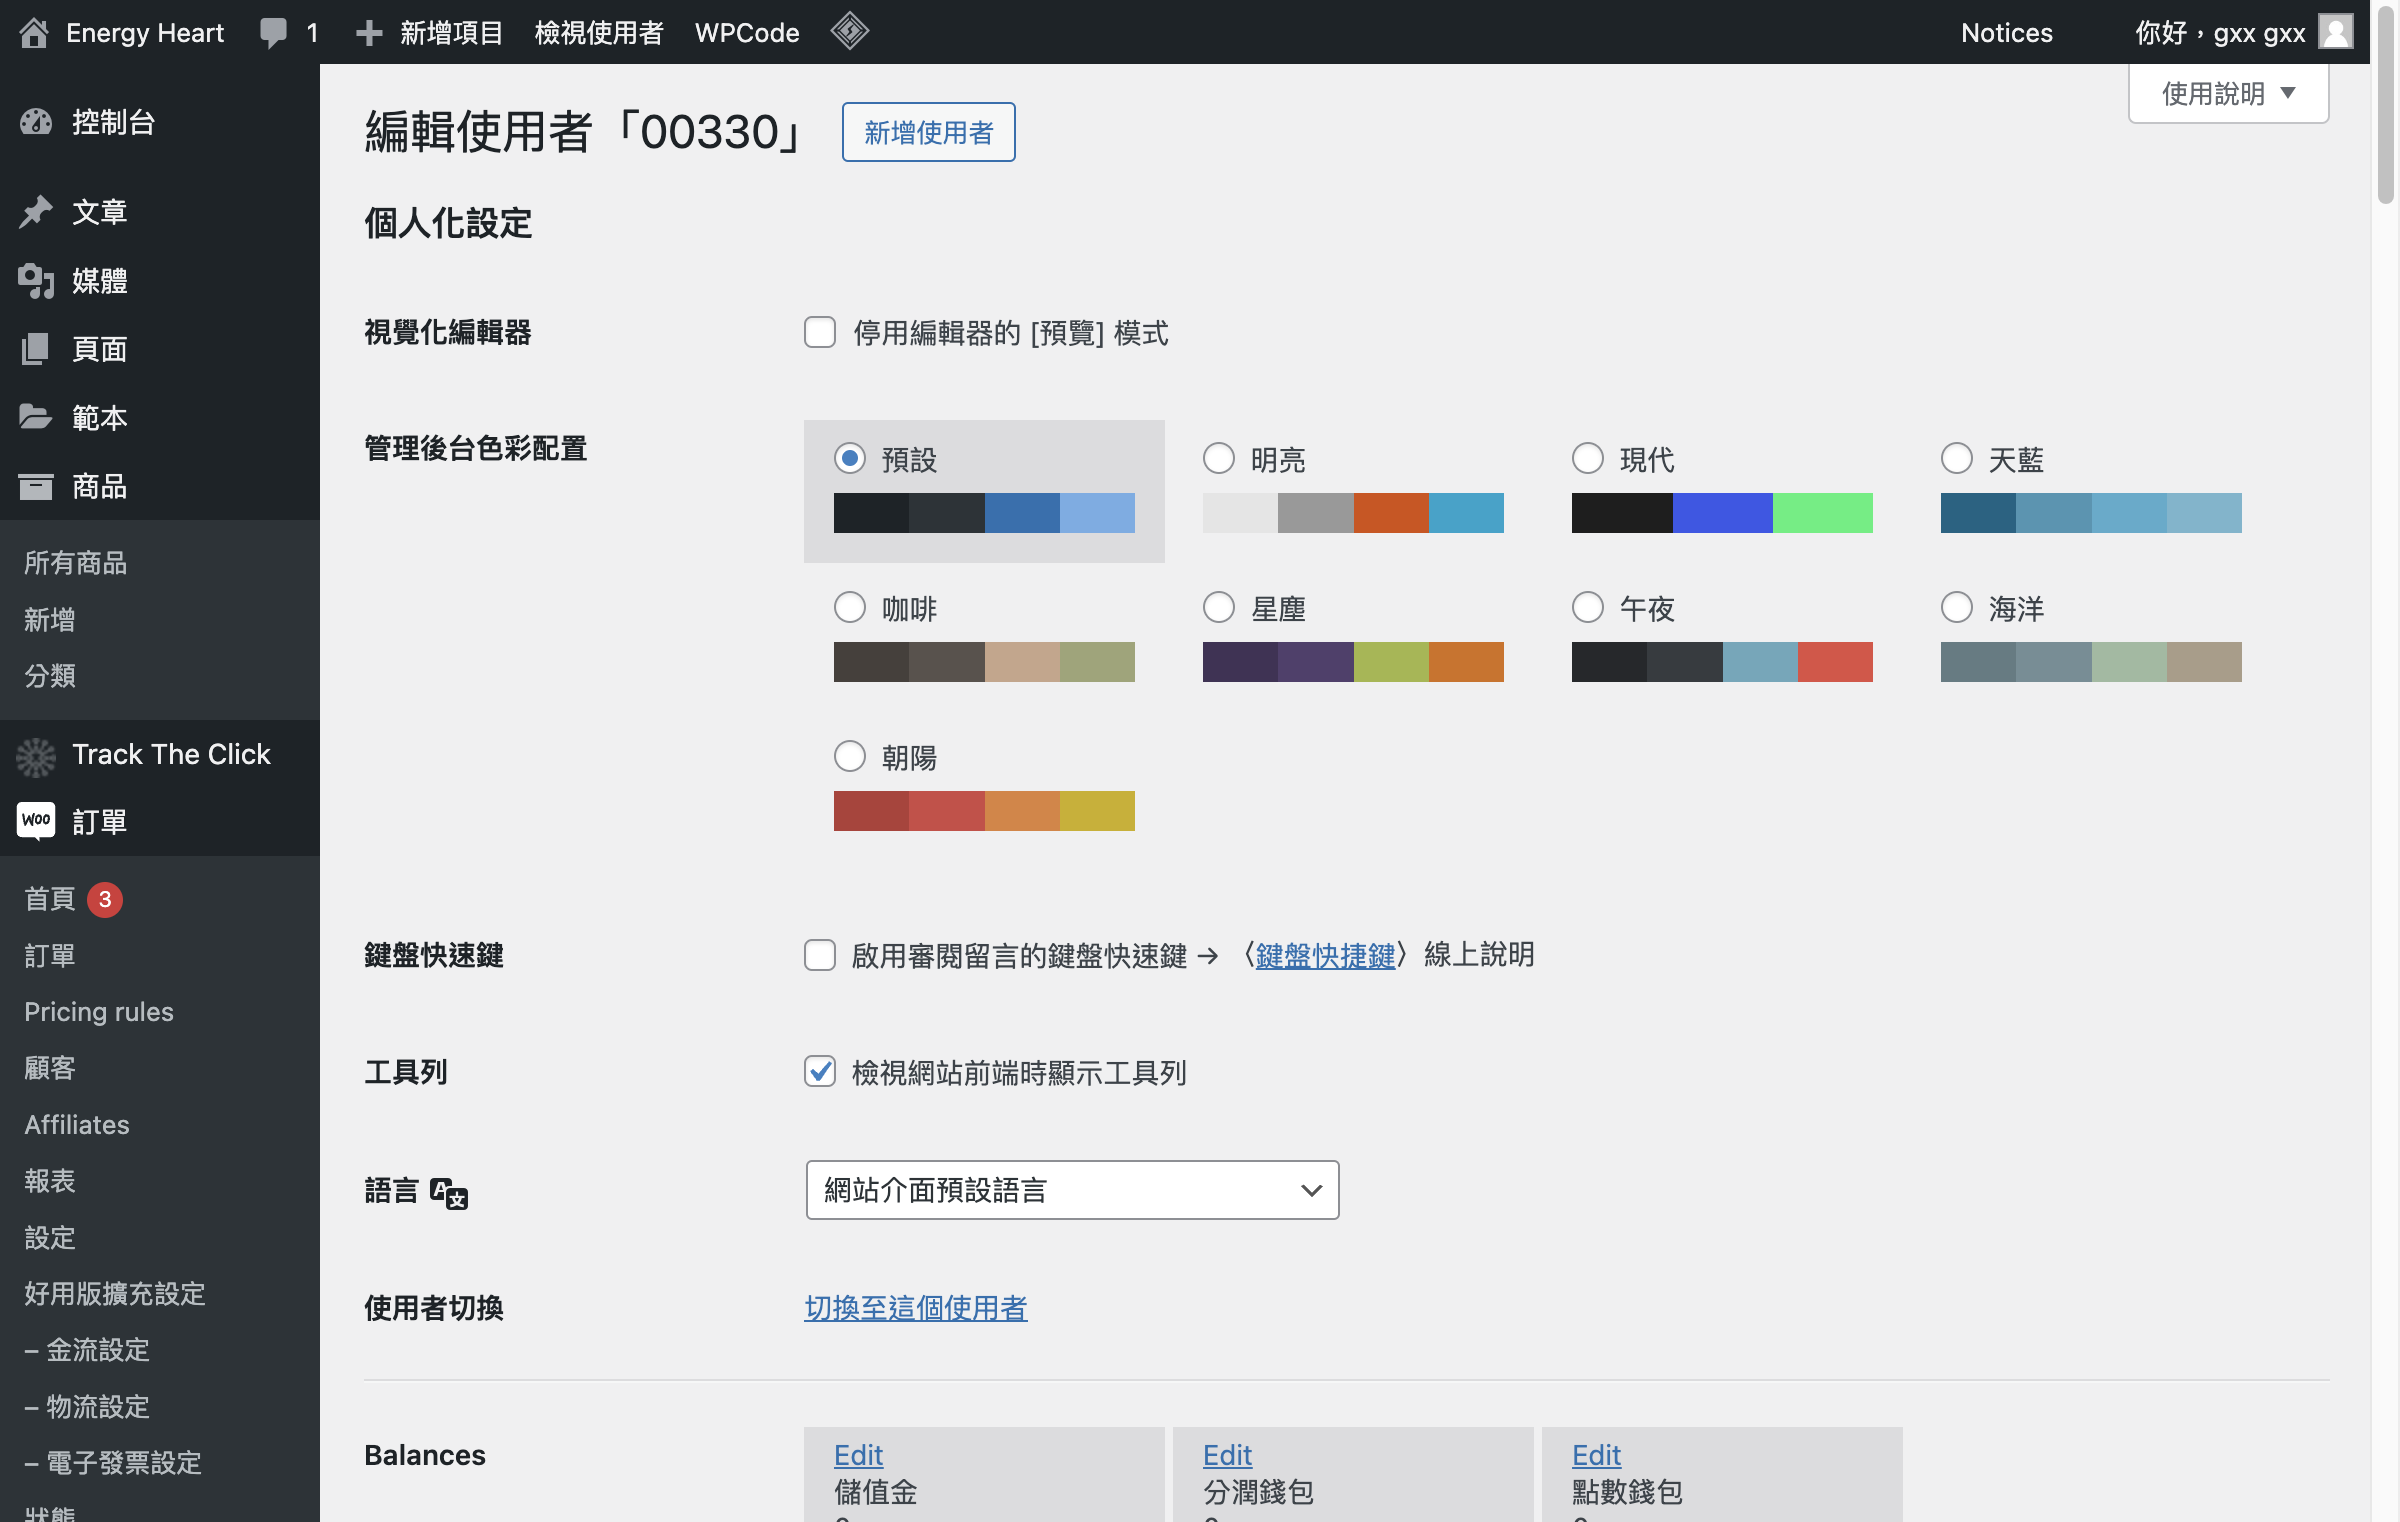 Energy Heart
1
新增項目
檢視使用者
WPCode
Notices
你好，gxx gxx
使用說明
控制台
文章
媒體
頁面
範本
商品
所有商品
新增
分類
Track The Click
Woo 訂單
首頁 3
訂單
Pricing rules
顧客
Affiliates
報表
設定
好用版擴充設定
– 金流設定
– 物流設定
– 電子發票設定
狀態
編輯使用者「00330」
新增使用者
個人化設定
視覺化編輯器
停用編輯器的 [預覽] 模式
管理後台色彩配置
預設
明亮
現代
天藍
咖啡
星塵
午夜
海洋
朝陽
鍵盤快速鍵
啟用審閱留言的鍵盤快速鍵 → 〈鍵盤快捷鍵〉線上說明
工具列
檢視網站前端時顯示工具列
語言
網站介面預設語言
使用者切換
切換至這個使用者
Balances
Edit
儲值金
Edit
分潤錢包
Edit
點數錢包